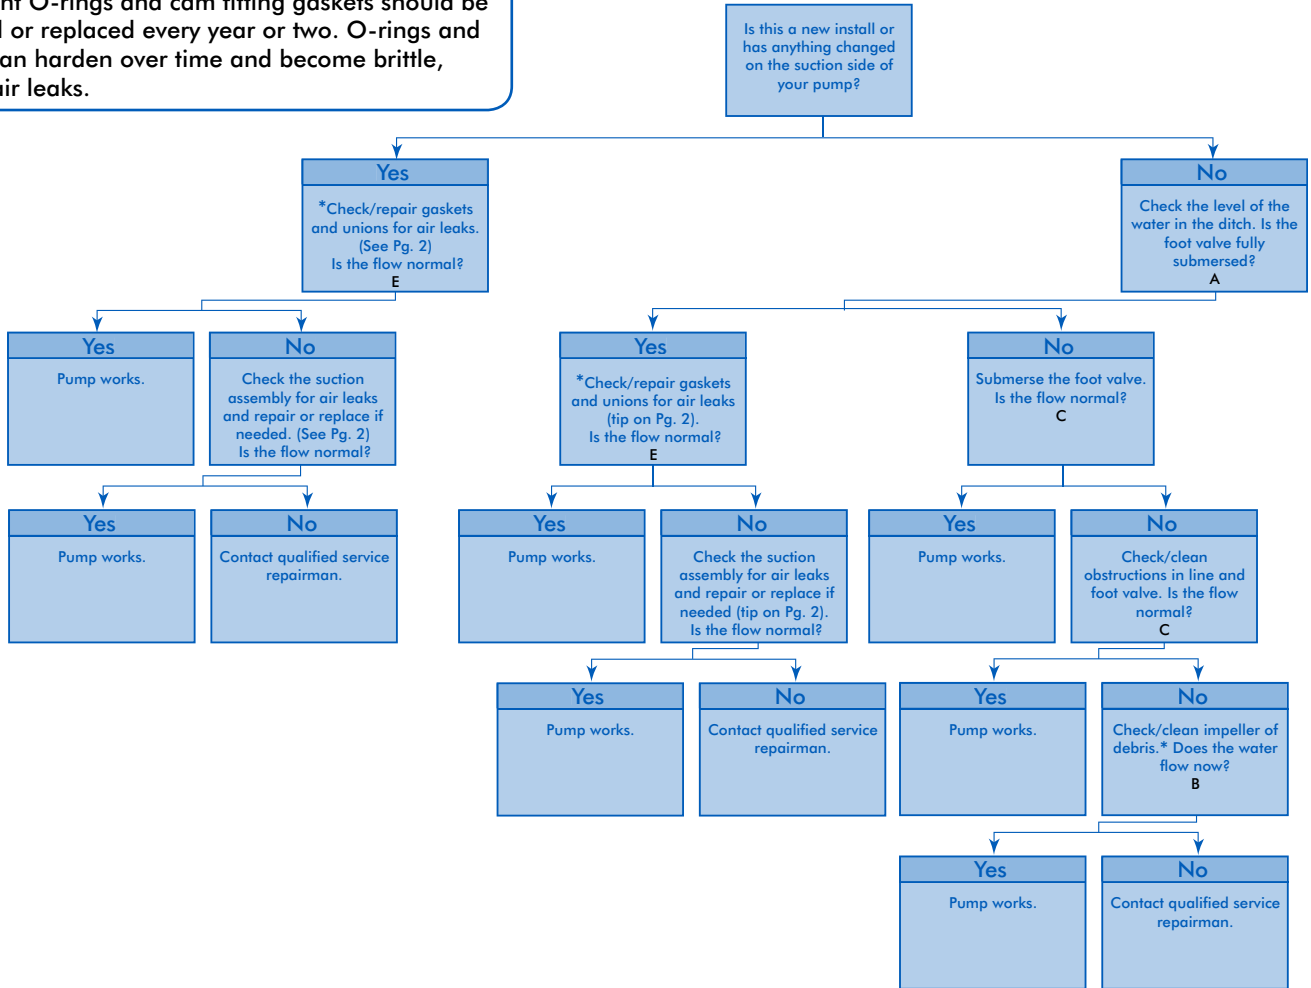 O-rings and cam fitting gaskets should be
or replaced every year or two. O-rings and
harden over time and become brittle,
leaks.
Is this a new install or
has anything changed
on the suction side of
your pump?
Yes
*Check/repair gaskets
and unions for air leaks.
(See Pg. 2)
Is the flow normal?
E
No
Check the level of the
water in the ditch. Is the
foot valve fully
submersed?
A
Yes
Pump works.
No
Check the suction
assembly for air leaks
and repair or replace if
needed. (See Pg. 2)
Is the flow normal?
Yes
*Check/repair gaskets
and unions for air leaks
(tip on Pg. 2).
Is the flow normal?
E
No
Submerse the foot valve.
Is the flow normal?
C
Yes
Pump works.
No
Contact qualified service
repairman.
Yes
Pump works.
No
Check the suction
assembly for air leaks
and repair or replace if
needed (tip on Pg. 2).
Is the flow normal?
Yes
Pump works.
No
Check/clean
obstructions in line and
foot valve. Is the flow
normal?
C
Yes
Pump works.
No
Contact qualified service
repairman.
Yes
Pump works.
No
Check/clean impeller of
debris.* Does the water
flow now?
B
Yes
Pump works.
No
Contact qualified service
repairman.